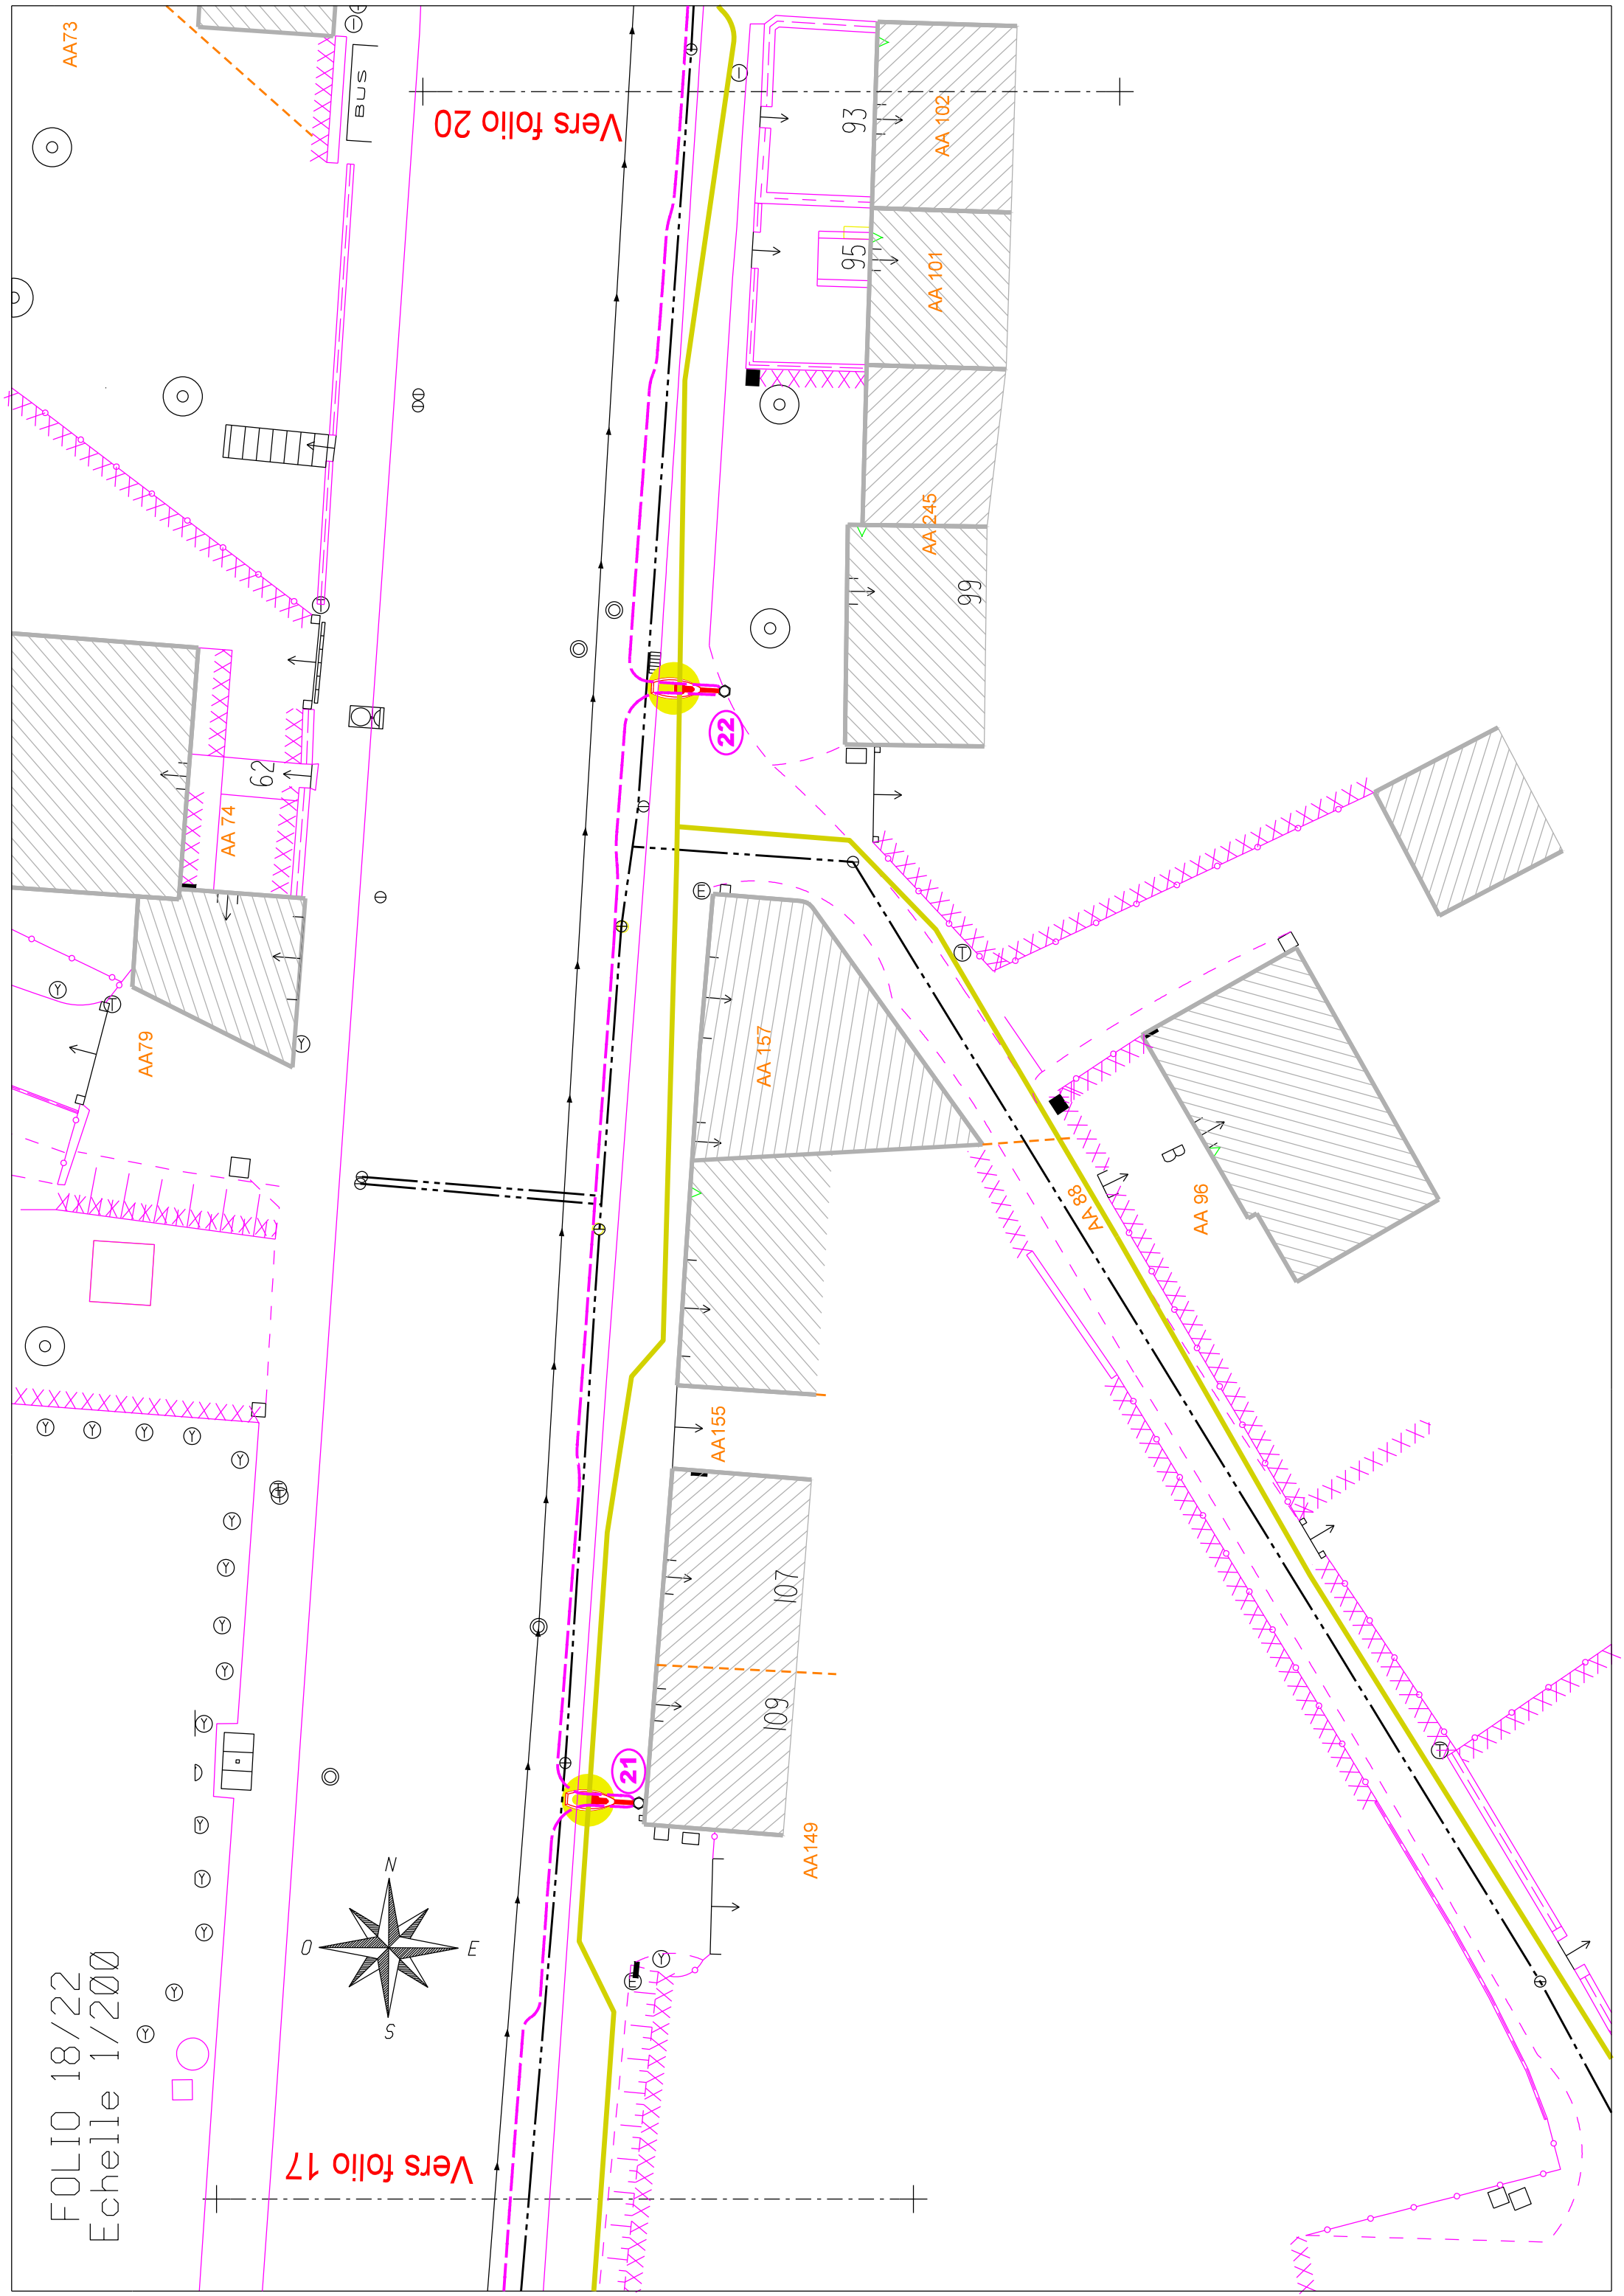 AA73
BUS
Vers folio 20
93
AA 102
95
AA 101
AA 245
99
22
62
AA 74
E
T
T
Y
T
AA79
Y
AA 157
B
AA 88
AA 96
AA155
Y
Y
Y
Y
Y
T
Y
Y
Y
Y
Y
107
109
21
T
AA149
Y
Y
Y
N
O
E
S
Y
E
Y
Y
FOLIO 18/22
Echelle 1/200
Vers folio 17